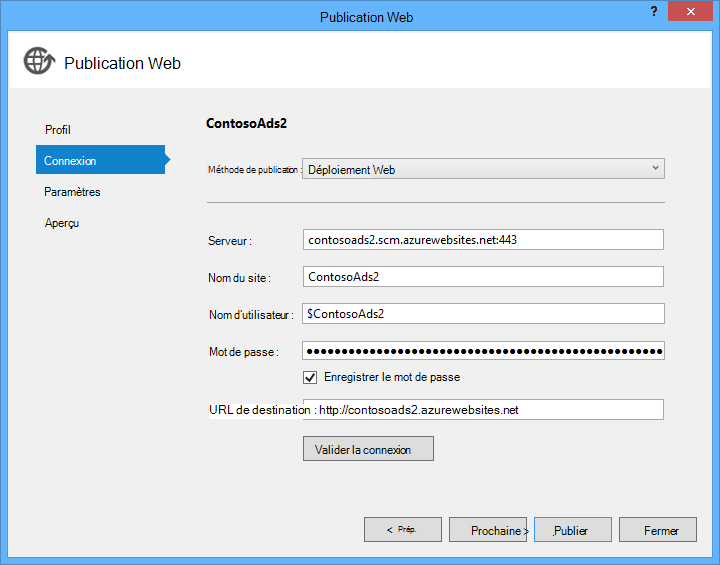 Publication Web
?
Publication Web
ContosoAds2
Profil
Connexion
Paramètres
Aperçu
Méthode de publication : Déploiement Web
Serveur : contosoads2.scm.azurewebsites.net:443
Nom du site : ContosoAds2
Nom d'utilisateur : $ContosoAds2
Mot de passe : ●●●●●●●●●●●●●●●●●●●●●●●●●●●●●●●●●●●●●●●●●●●●●●●●●●●
Enregistrer le mot de passe
URL de destination : http://contosoads2.azurewebsites.net
Valider la connexion
< Prép. Prochaine > Publier Fermer